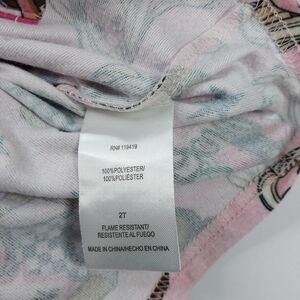 RN# 119419
100%POLYESTER/
100%POLIÉSTER
2T
FLAME RESISTANT/
RESISTENTE AL FUEGO
MADE IN CHINA/HECHO EN CHINA